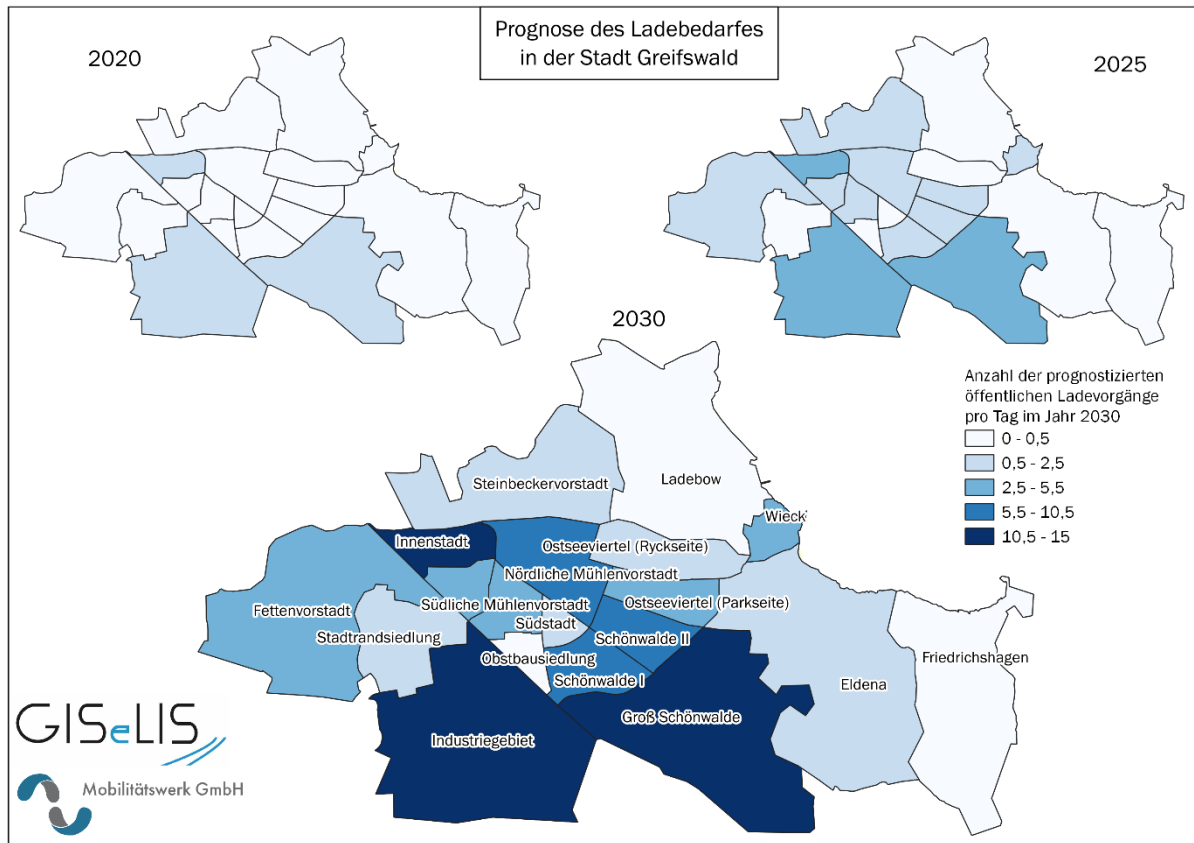 Prognose des Ladebedarfes
in der Stadt Greifswald
2020
2025
2030
Anzahl der prognostizierten
öffentlichen Ladevorgänge
pro Tag im Jahr 2030
0 - 0,5
0,5 - 2,5
2,5 - 5,5
5,5 - 10,5
10,5 - 15
Steinbeckervorstadt
Ladebow
Wieck
Innenstadt
Ostseeviertel (Ryckseite)
Nördliche Mühlenvorstadt
Fettenvorstadt
Südliche Mühlenvorstadt
Ostseeviertel (Parkseite)
Stadtrandsiedlung
Südstadt
Schönwalde II
Obstbausiedlung
Friedrichshagen
Schönwalde I
Eldena
Groß Schönwalde
Industriegebiet
GISeLIS
Mobilitätswerk GmbH